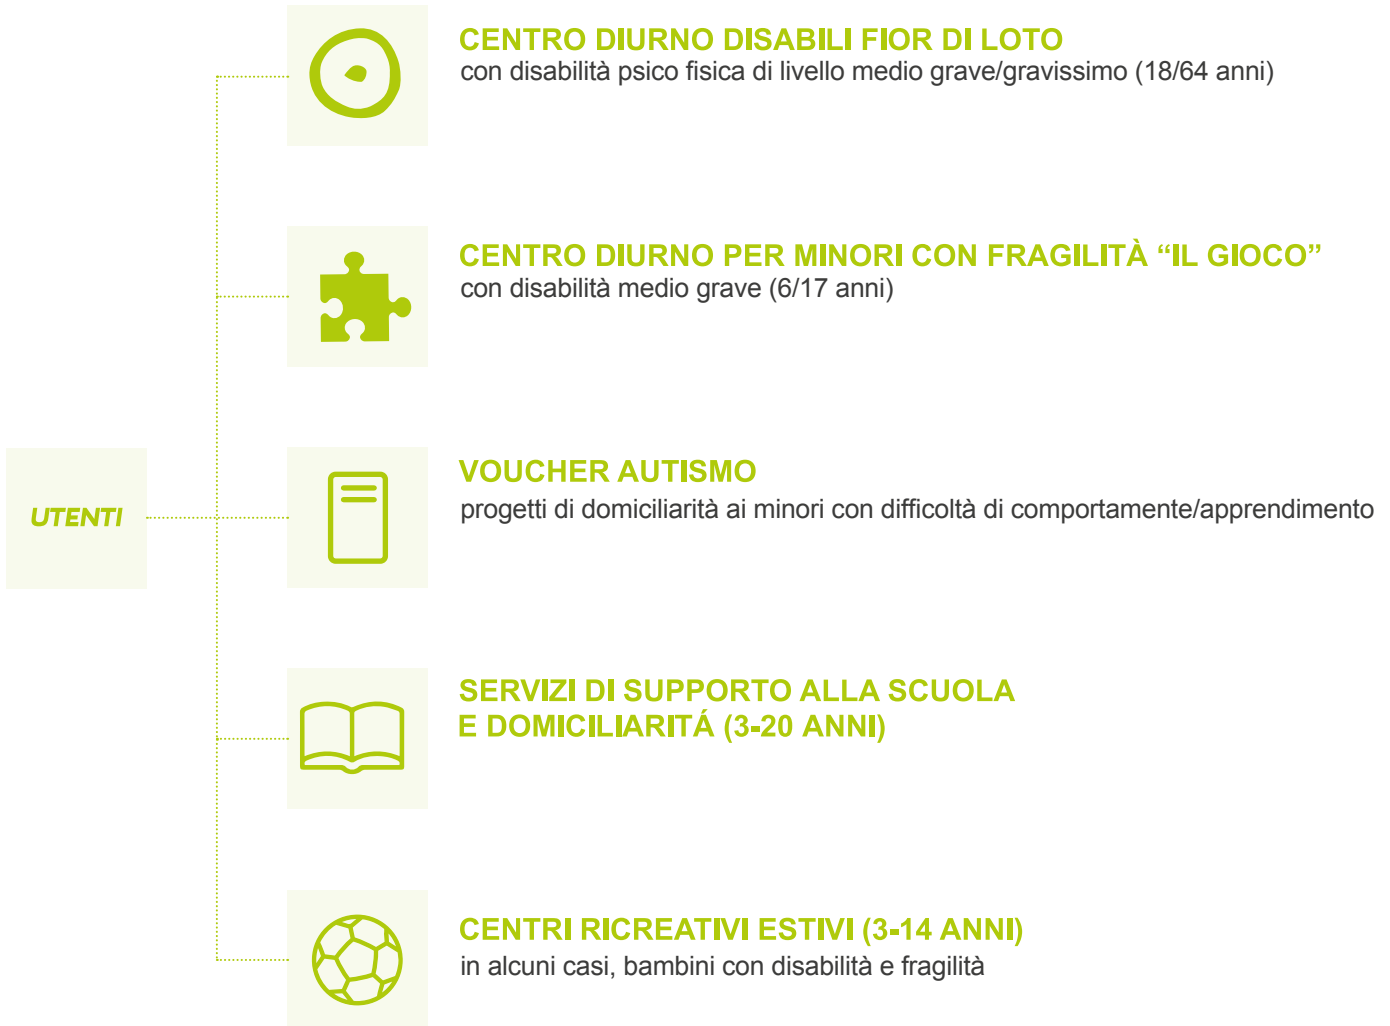 CENTRO DIURNO DISABILI FIOR DI LOTO
con disabilità psico fisica di livello medio grave/gravissimo (18/64 anni)
CENTRO DIURNO PER MINORI CON FRAGILITÀ “IL GIOCO”
con disabilità medio grave (6/17 anni)
UTENTI
VOUCHER AUTISMO
progetti di domiciliarità ai minori con difficoltà di comportamente/apprendimento
SERVIZI DI SUPPORTO ALLA SCUOLA
E DOMICILIARITÁ (3-20 ANNI)
CENTRI RICREATIVI ESTIVI (3-14 ANNI)
in alcuni casi, bambini con disabilità e fragilità